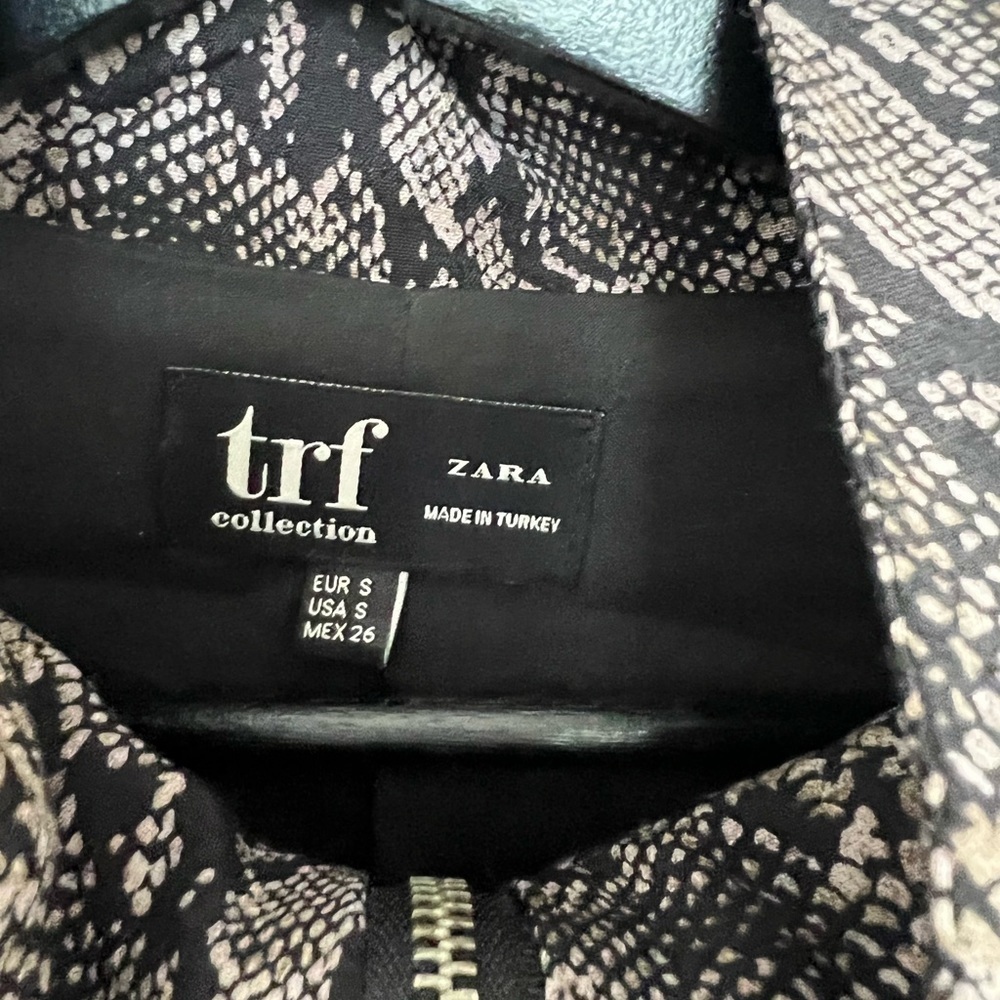 trf
collection
ZARA
MADE IN TURKEY
EUR S
USA S
MEX 26